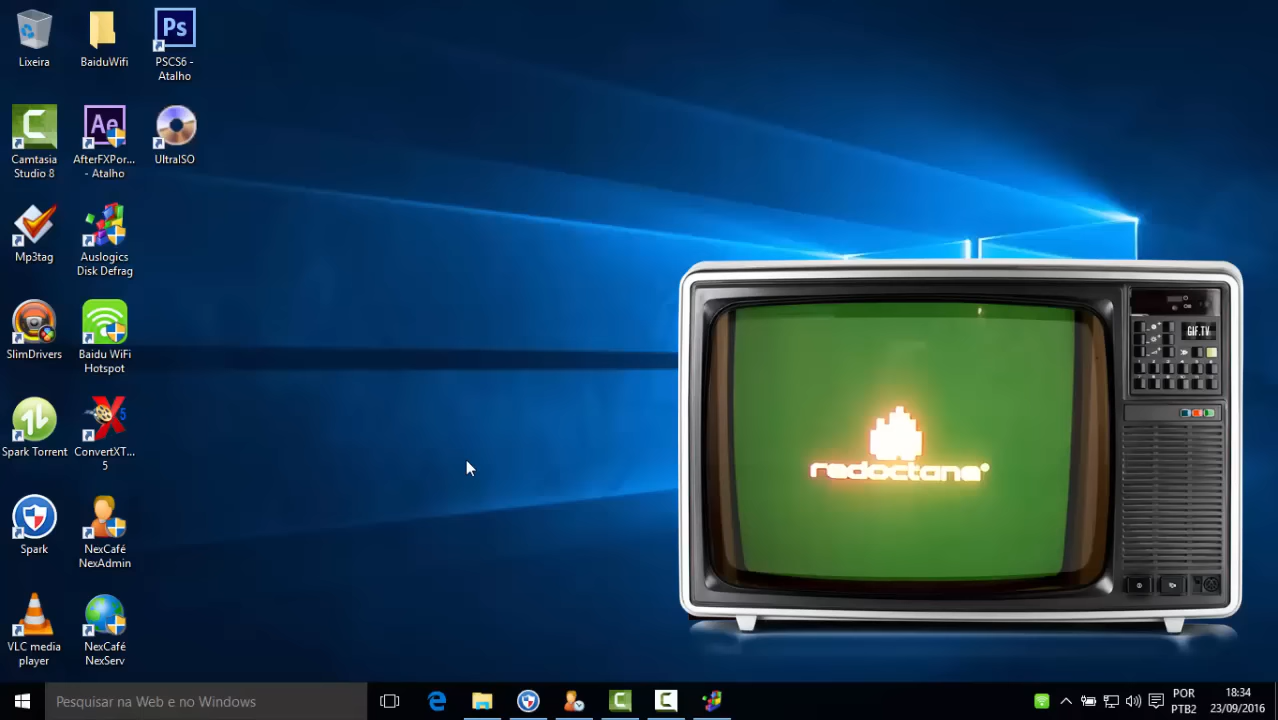 Lixeira
BaiduWifi
PSCS6 -
Atalho
Camtasia
Studio 8
AfterFXPor...
- Atalho
UltraISO
Mp3tag
Auslogics
Disk Defrag
SlimDrivers
Baidu WiFi
Hotspot
Spark Torrent
ConvertXT...
5
Spark
NexCafé
NexAdmin
VLC media
player
NexCafé
NexServ
Ps
Ae
GIF.TV
redoctane
Pesquisar na Web e no Windows
POR
PTB2
18:34
23/09/2016